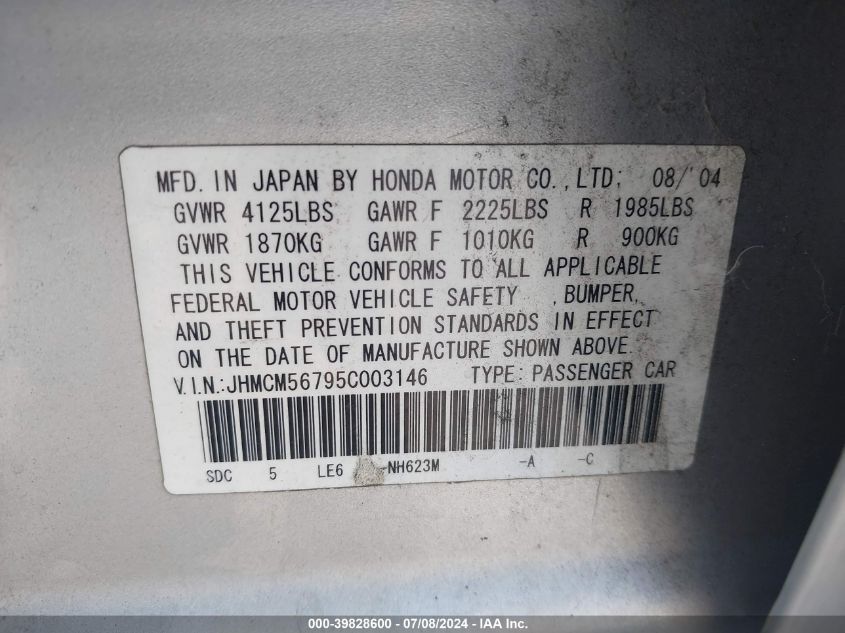 MFD. IN JAPAN BY HONDA MOTOR CO.,LTD; 08/'04
GVWR 4125LBS GAWR F 2225LBS R 1985LBS
GVWR 1870KG GAWR F 1010KG R 900KG
THIS VEHICLE CONFORMS TO ALL APPLICABLE
FEDERAL MOTOR VEHICLE SAFETY ,BUMPER,
AND THEFT PREVENTION STANDARDS IN EFFECT
ON THE DATE OF MANUFACTURE SHOWN ABOVE.
V.I.N.:JHMCM56795C003146 TYPE: PASSENGER CAR
SDC 5 LE6 -NH623M -A -C
000-39828600 - 07/08/2024 - IAA Inc.